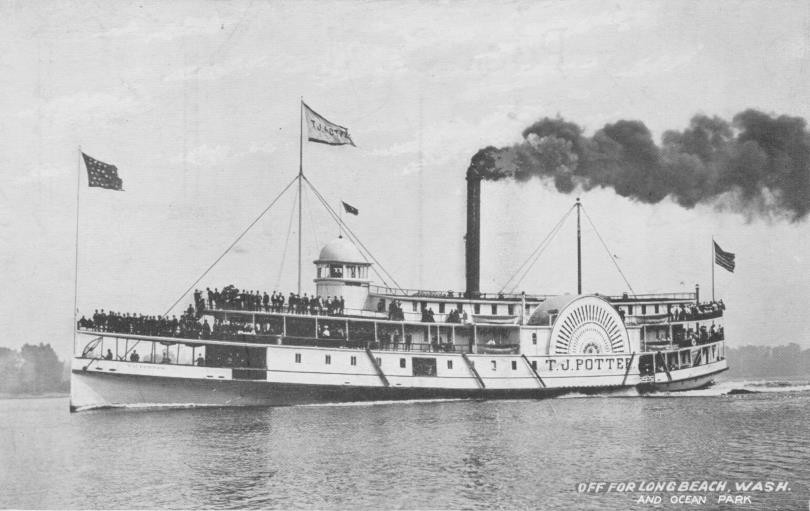 T.J. POTTER
T.J. POTTER
OFF FOR LONG BEACH, WASH.
AND OCEAN PARK